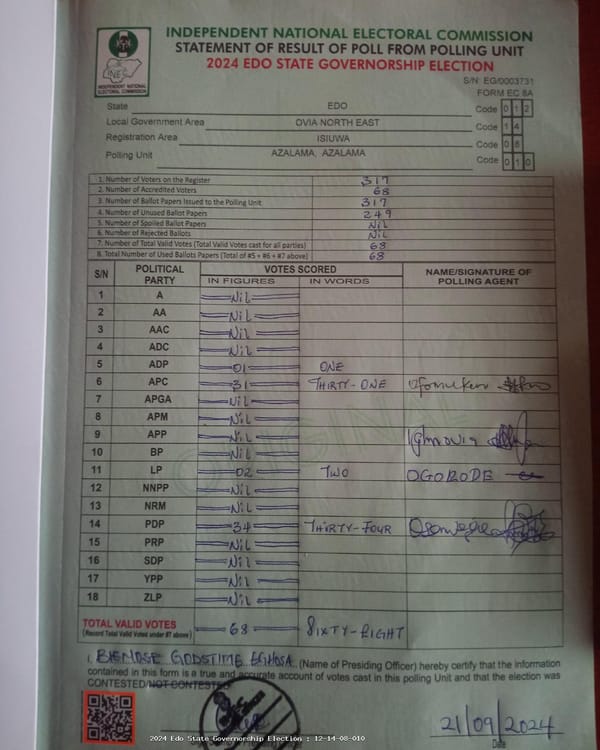 INDEPENDENT NATIONAL ELECTORAL COMMISSION
STATEMENT OF RESULT OF POLL FROM POLLING UNIT
2024 EDO STATE GOVERNORSHIP ELECTION
INEC
INDEPENDENT NATIONAL ELECTORAL COMMISSION
S/N: EG/0003731
FORM EC 8A
State EDO Code 0 1 2
Local Government Area OVIA NORTH EAST Code 1 4
Registration Area ISIUWA Code 0 8
Polling Unit AZALAMA, AZALAMA Code 0 1 0
1. Number of Voters on the Register 317
2. Number of Accredited Voters 68
3. Number of Ballot Papers Issued to the Polling Unit 317
4. Number of Unused Ballot Papers 249
5. Number of Spoiled Ballot Papers NiL
6. Number of Rejected Ballots NiL
7. Number of Total Valid Votes (Total Valid Votes cast for all parties) 68
8. Total Number of Used Ballots Papers (Total of #5 + #6 + #7 above) 68
S/N POLITICAL PARTY VOTES SCORED NAME/SIGNATURE OF POLLING AGENT
IN FIGURES IN WORDS
1 A NiL
2 AA NiL
3 AAC NiL
4 ADC NiL
5 ADP 01 ONE
6 APC 31 THIRTY-ONE
7 APGA NiL
8 APM NiL
9 APP NiL
10 BP NiL
11 LP 02 TWO OGOBODE
12 NNPP NiL
13 NRM NiL
14 PDP 34 THIRTY-FOUR
15 PRP NiL
16 SDP NiL
17 YPP NiL
18 ZLP NiL
TOTAL VALID VOTES 68 SIXTY-EIGHT
(Record Total Valid Votes under #7 above)
ORIGINAL
I, BIENOSE GODSTIME EGHOSA (Name of Presiding Officer) hereby certify that the information
contained in this form is a true and accurate account of votes cast in this polling Unit and that the election was
CONTESTED/NOT CONTESTED
21/09/2024
Date
2024 Edo State Governorship Election : 12-14-08-010